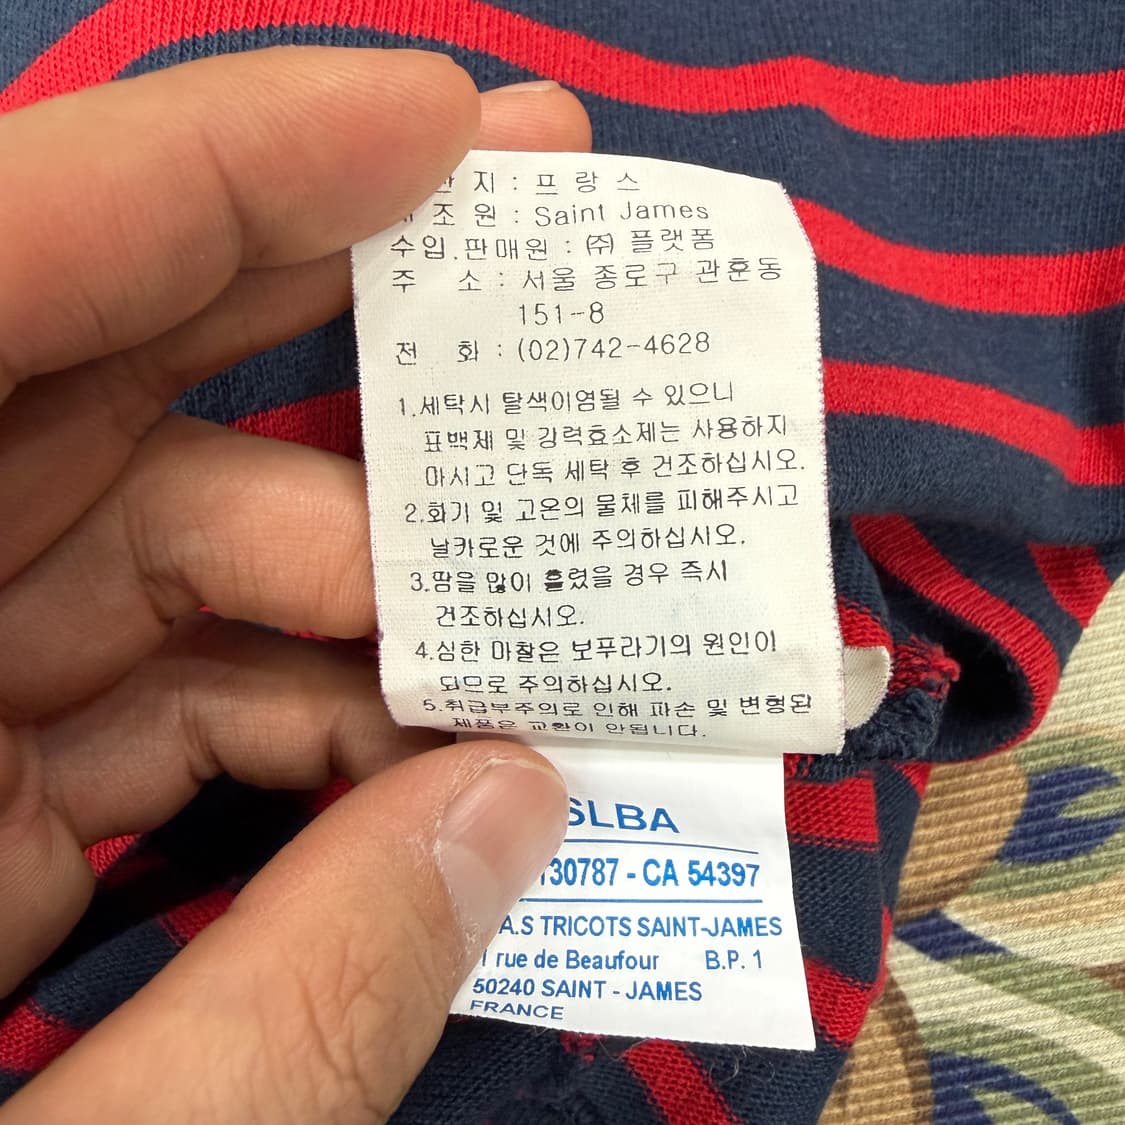 지 : 프 랑 스
조 원 : Saint James
수입.판매원 : ㈜ 플랫폼
주 소 : 서울 종로구 관훈동
151-8
전 화 : (02)742-4628
1.세탁시 탈색이염될 수 있으니
표백제 및 강력효소제는 사용하지
마시고 단독 세탁 후 건조하십시오.
2.화기 및 고온의 물체를 피해주시고
날카로운 것에 주의하십시오.
3.땀을 많이 흘렸을 경우 즉시
건조하십시오.
4.심한 마찰은 보푸라기의 원인이
되므로 주의하십시오.
5.취급부주의로 인해 파손 및 변형된
제품은 교환이 안됩니다.
SLBA
130787 - CA 54397
A.S TRICOTS SAINT-JAMES
rue de Beaufour B.P. 1
50240 SAINT - JAMES
FRANCE